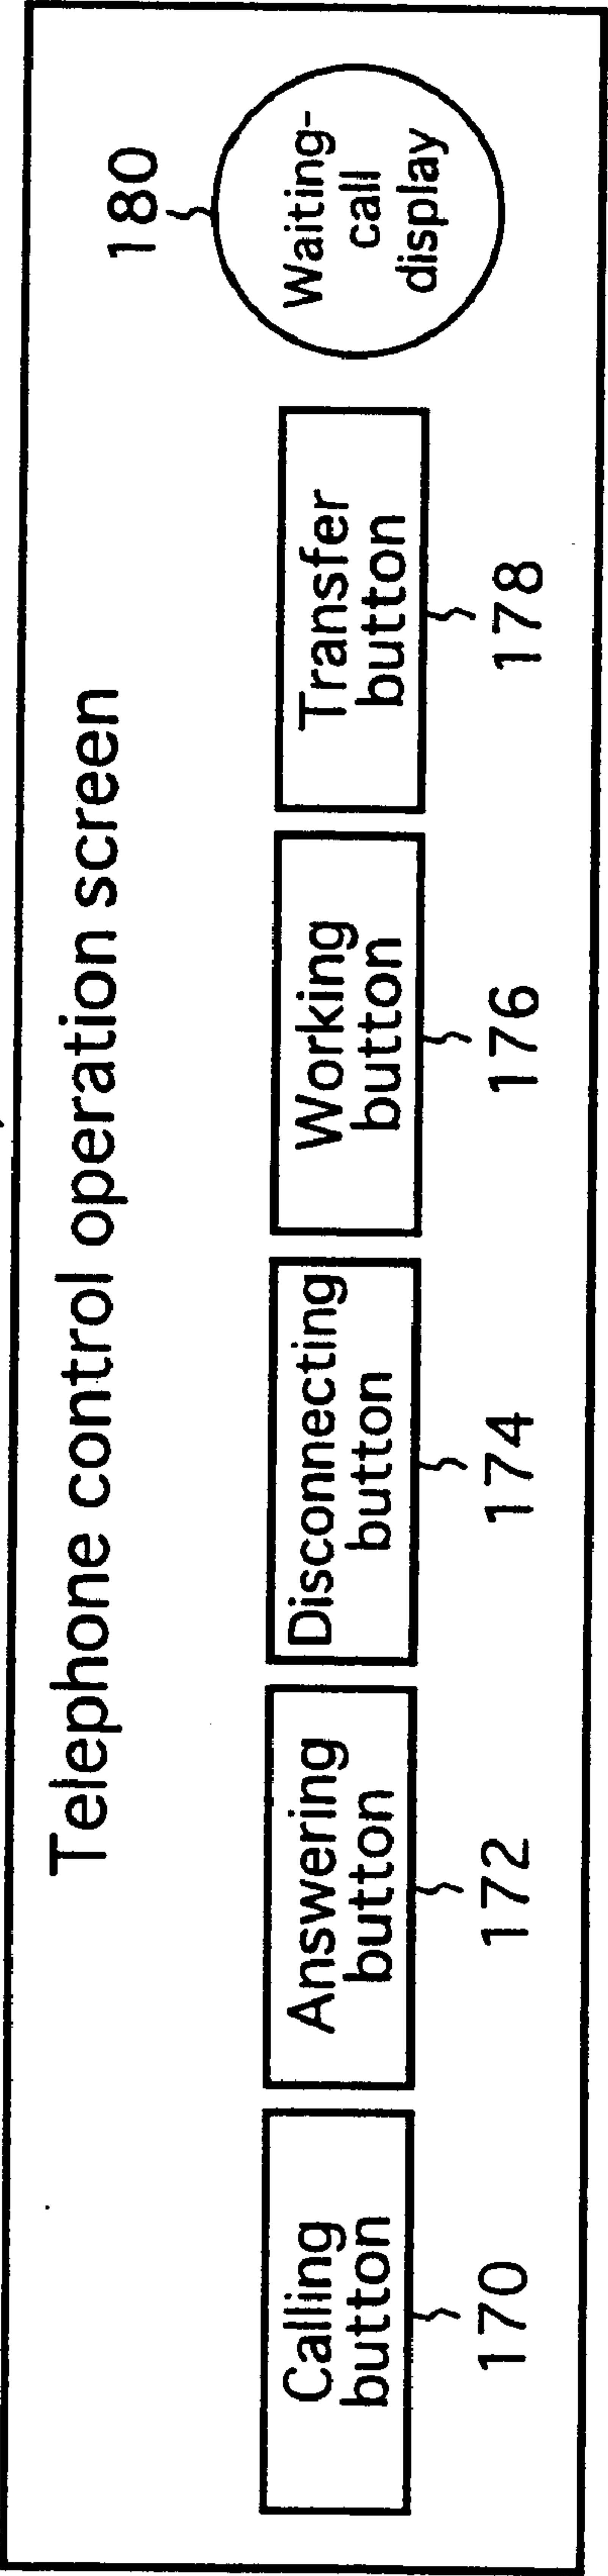 Telephone control operation screen
180
Calling
button
Answering
button
Disconnecting
button
Working
button
Transfer
button
Waiting-
call
display
170
172
174
176
178